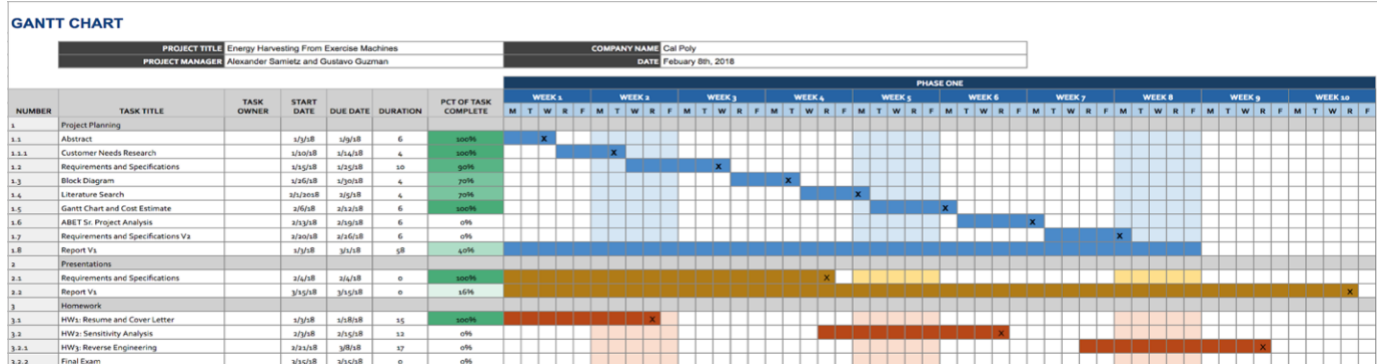 GANTT CHART
PROJECT TITLE Energy Harvesting From Exercise Machines COMPANY NAME Cal Poly
PROJECT MANAGER Alexander Samietz and Gustavo Guzman DATE Febuary 8th, 2018
PHASE ONE
WEEK 1 WEEK 2 WEEK 3 WEEK 4 WEEK 5 WEEK 6 WEEK 7 WEEK 8 WEEK 9 WEEK 10
NUMBER TASK TITLE TASK OWNER START DATE DUE DATE DURATION PCT OF TASK COMPLETE M T W R F M T W R F M T W R F M T W R F M T W R F M T W R F M T W R F M T W R F M T W R F M T W R F
1 Project Planning
1.1 Abstract 1/3/18 1/9/18 6 100% X
1.1.1 Customer Needs Research 1/10/18 1/14/18 4 100% X
1.2 Requirements and Specifications 1/15/18 1/25/18 10 90% X
1.3 Block Diagram 1/26/18 1/30/18 4 70% X
1.4 Literature Search 2/1/2018 2/5/18 4 70% X
1.5 Gantt Chart and Cost Estimate 2/6/18 2/12/18 6 100% X
1.6 ABET Sr. Project Analysis 2/13/18 2/19/18 6 0% X
1.7 Requirements and Specifications V2 2/20/18 2/26/18 6 0% X
1.8 Report V1 1/3/18 3/1/18 58 40%
2 Presentations
2.1 Requirements and Specifications 2/4/18 2/4/18 0 100% X
2.2 Report V1 3/15/18 3/15/18 0 16% X
3 Homework
3.1 HW1: Resume and Cover Letter 1/3/18 1/18/18 15 100% X
3.2 HW2: Sensitivity Analysis 2/3/18 2/15/18 12 0% X
3.2.1 HW3: Reverse Engineering 2/21/18 3/8/18 17 0% X
3.2.2 Final Exam 3/15/18 3/15/18 0 0%